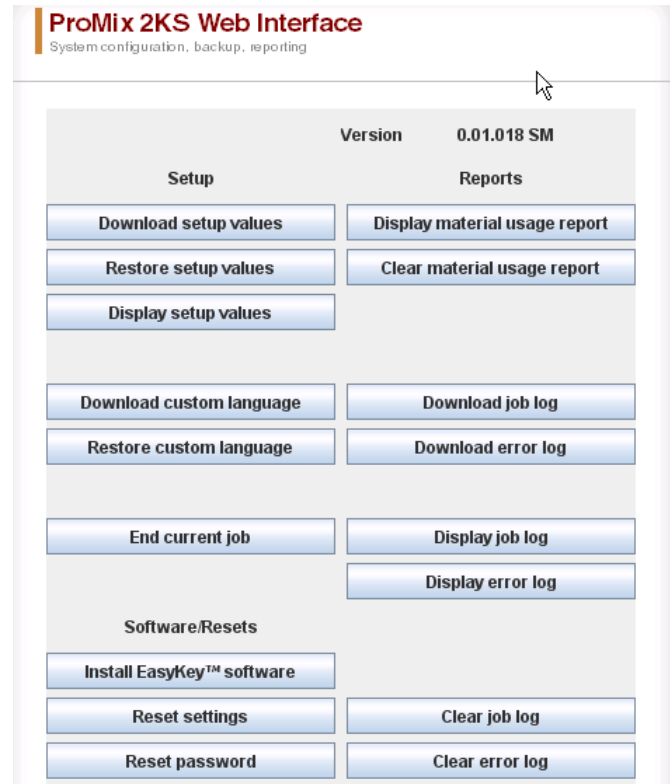 ProMix 2KS Web Interface
System configuration, backup, reporting
Version 0.01.018 SM
Setup Reports
Download setup values Display material usage report
Restore setup values Clear material usage report
Display setup values
Download custom language Download job log
Restore custom language Download error log
End current job Display job log
Display error log
Software/Resets
Install EasyKey™ software
Reset settings Clear job log
Reset password Clear error log